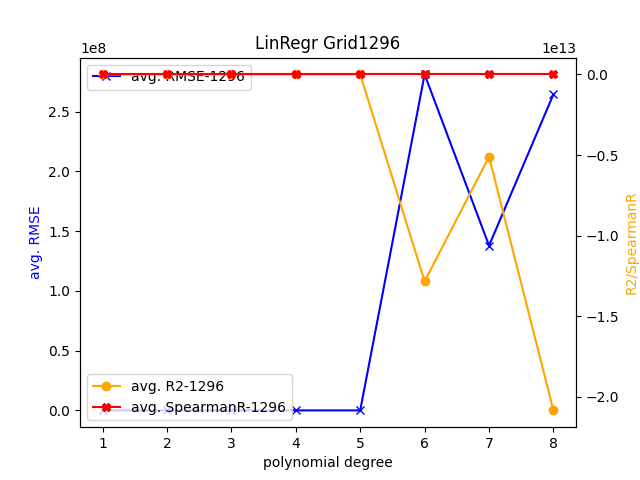 LinRegr Grid1296
1e8
1e13
avg. RMSE-1296
2.5
2.0
1.5
1.0
0.5
0.0
avg. RMSE
0.0
−0.5
−1.0
−1.5
−2.0
R2/SpearmanR
avg. R2-1296
avg. SpearmanR-1296
1 2 3 4 5 6 7 8
polynomial degree